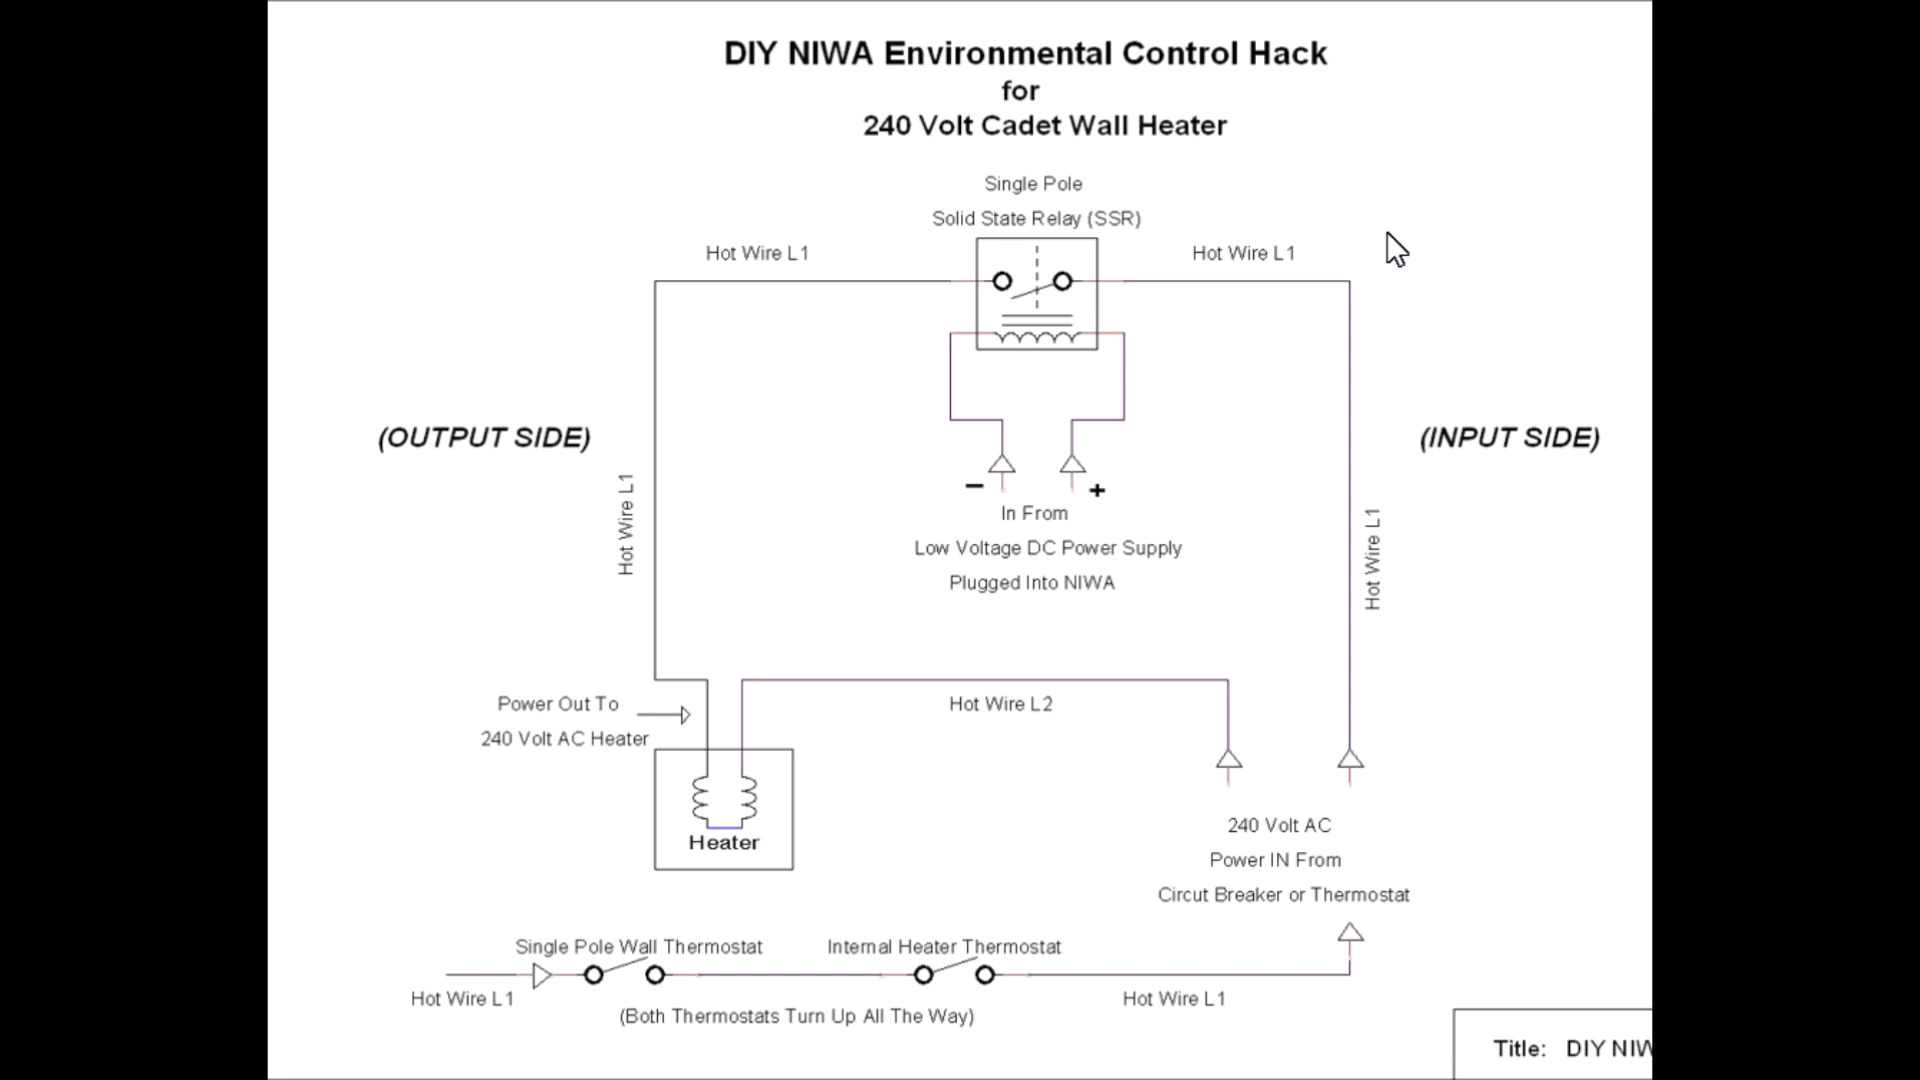 DIY NIWA Environmental Control Hack
for
240 Volt Cadet Wall Heater
Single Pole
Solid State Relay (SSR)
Hot Wire L1
Hot Wire L1
(OUTPUT SIDE)
(INPUT SIDE)
Hot Wire L1
Hot Wire L1
− +
In From
Low Voltage DC Power Supply
Plugged Into NIWA
Power Out To
240 Volt AC Heater
Hot Wire L2
Heater
240 Volt AC
Power IN From
Circut Breaker or Thermostat
Single Pole Wall Thermostat
Internal Heater Thermostat
Hot Wire L1
Hot Wire L1
(Both Thermostats Turn Up All The Way)
Title: DIY NIW